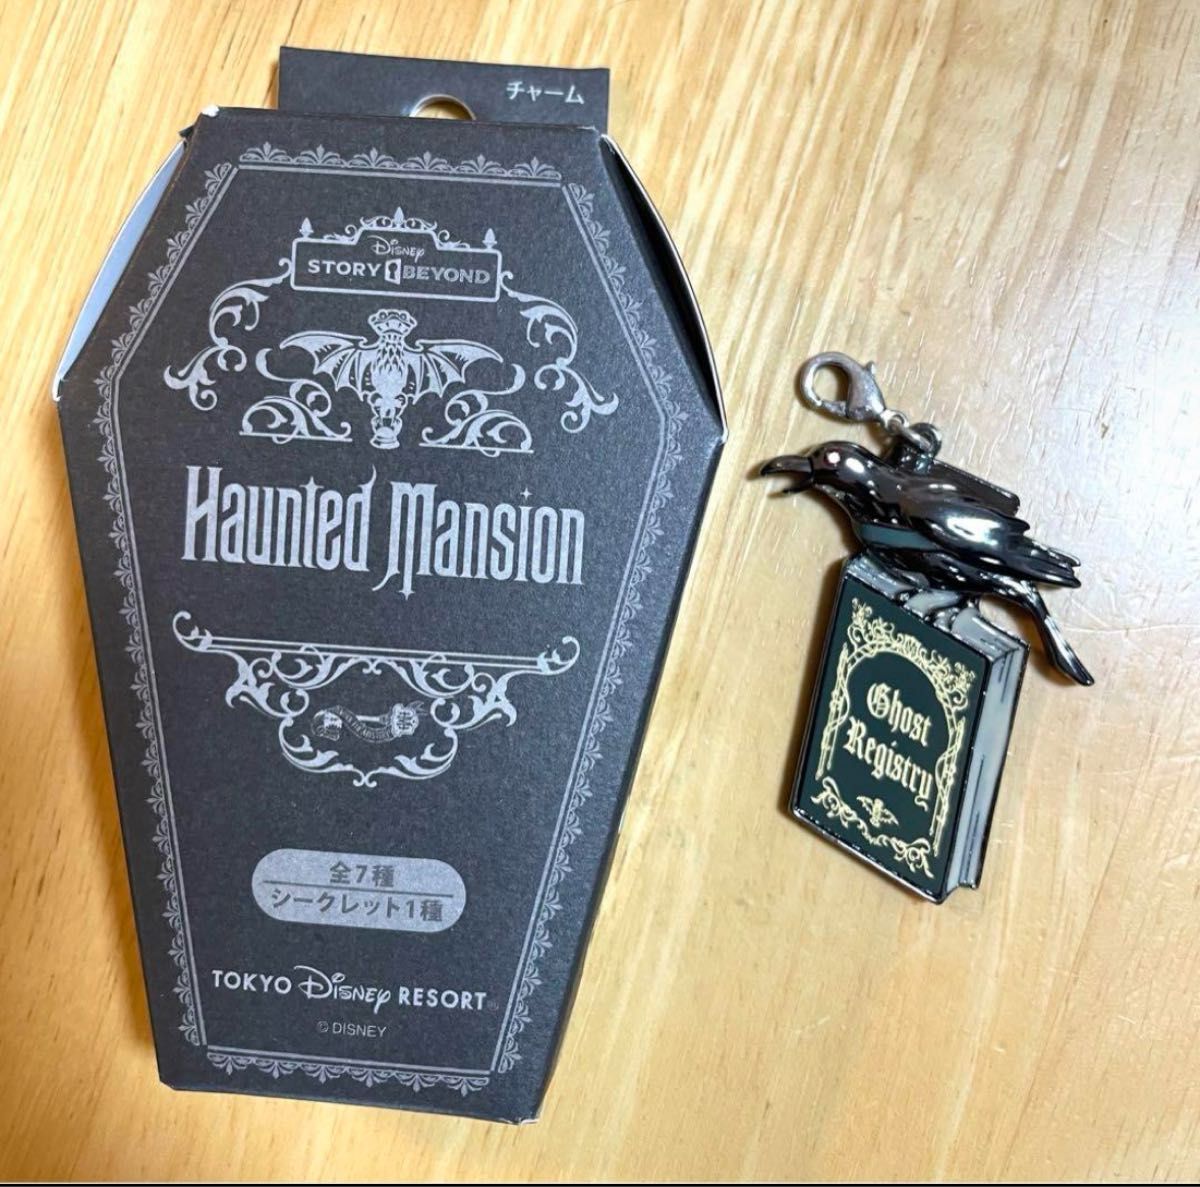 チャーム
Disney
STORY BEYOND
Haunted Mansion
全7種
シークレット1種
TOKYO Disney RESORT®
© DISNEY
Ghost
Registry